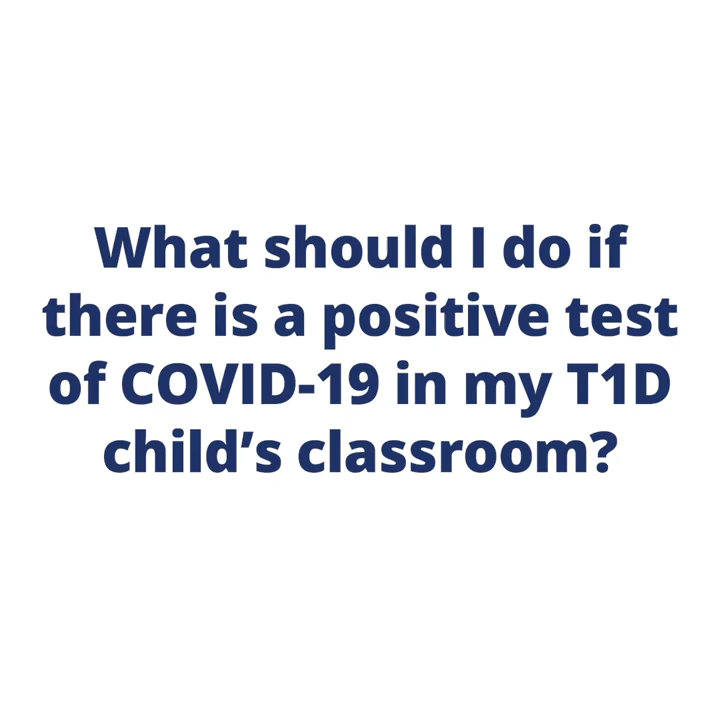 What should I do if
there is a positive test
of COVID-19 in my T1D
child’s classroom?